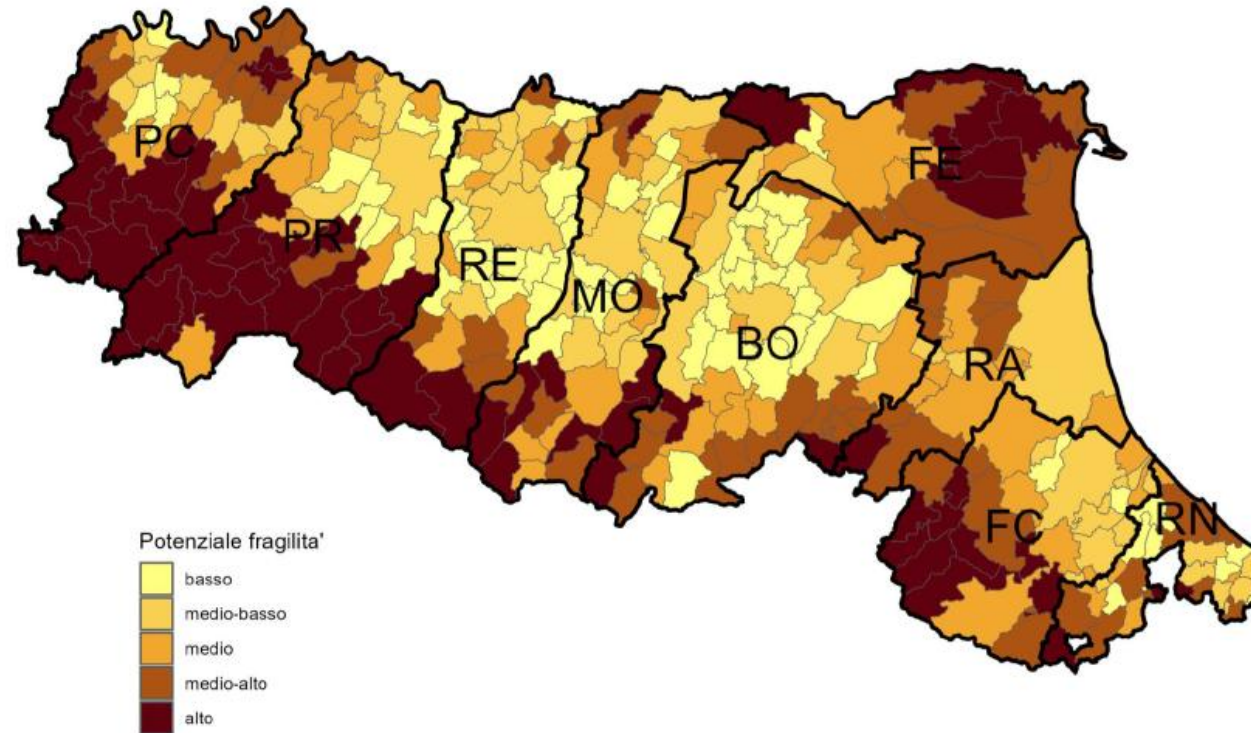 PC
PR
RE
MO
BO
FE
RA
FC
RN
Potenziale fragilita'
basso
medio-basso
medio
medio-alto
alto